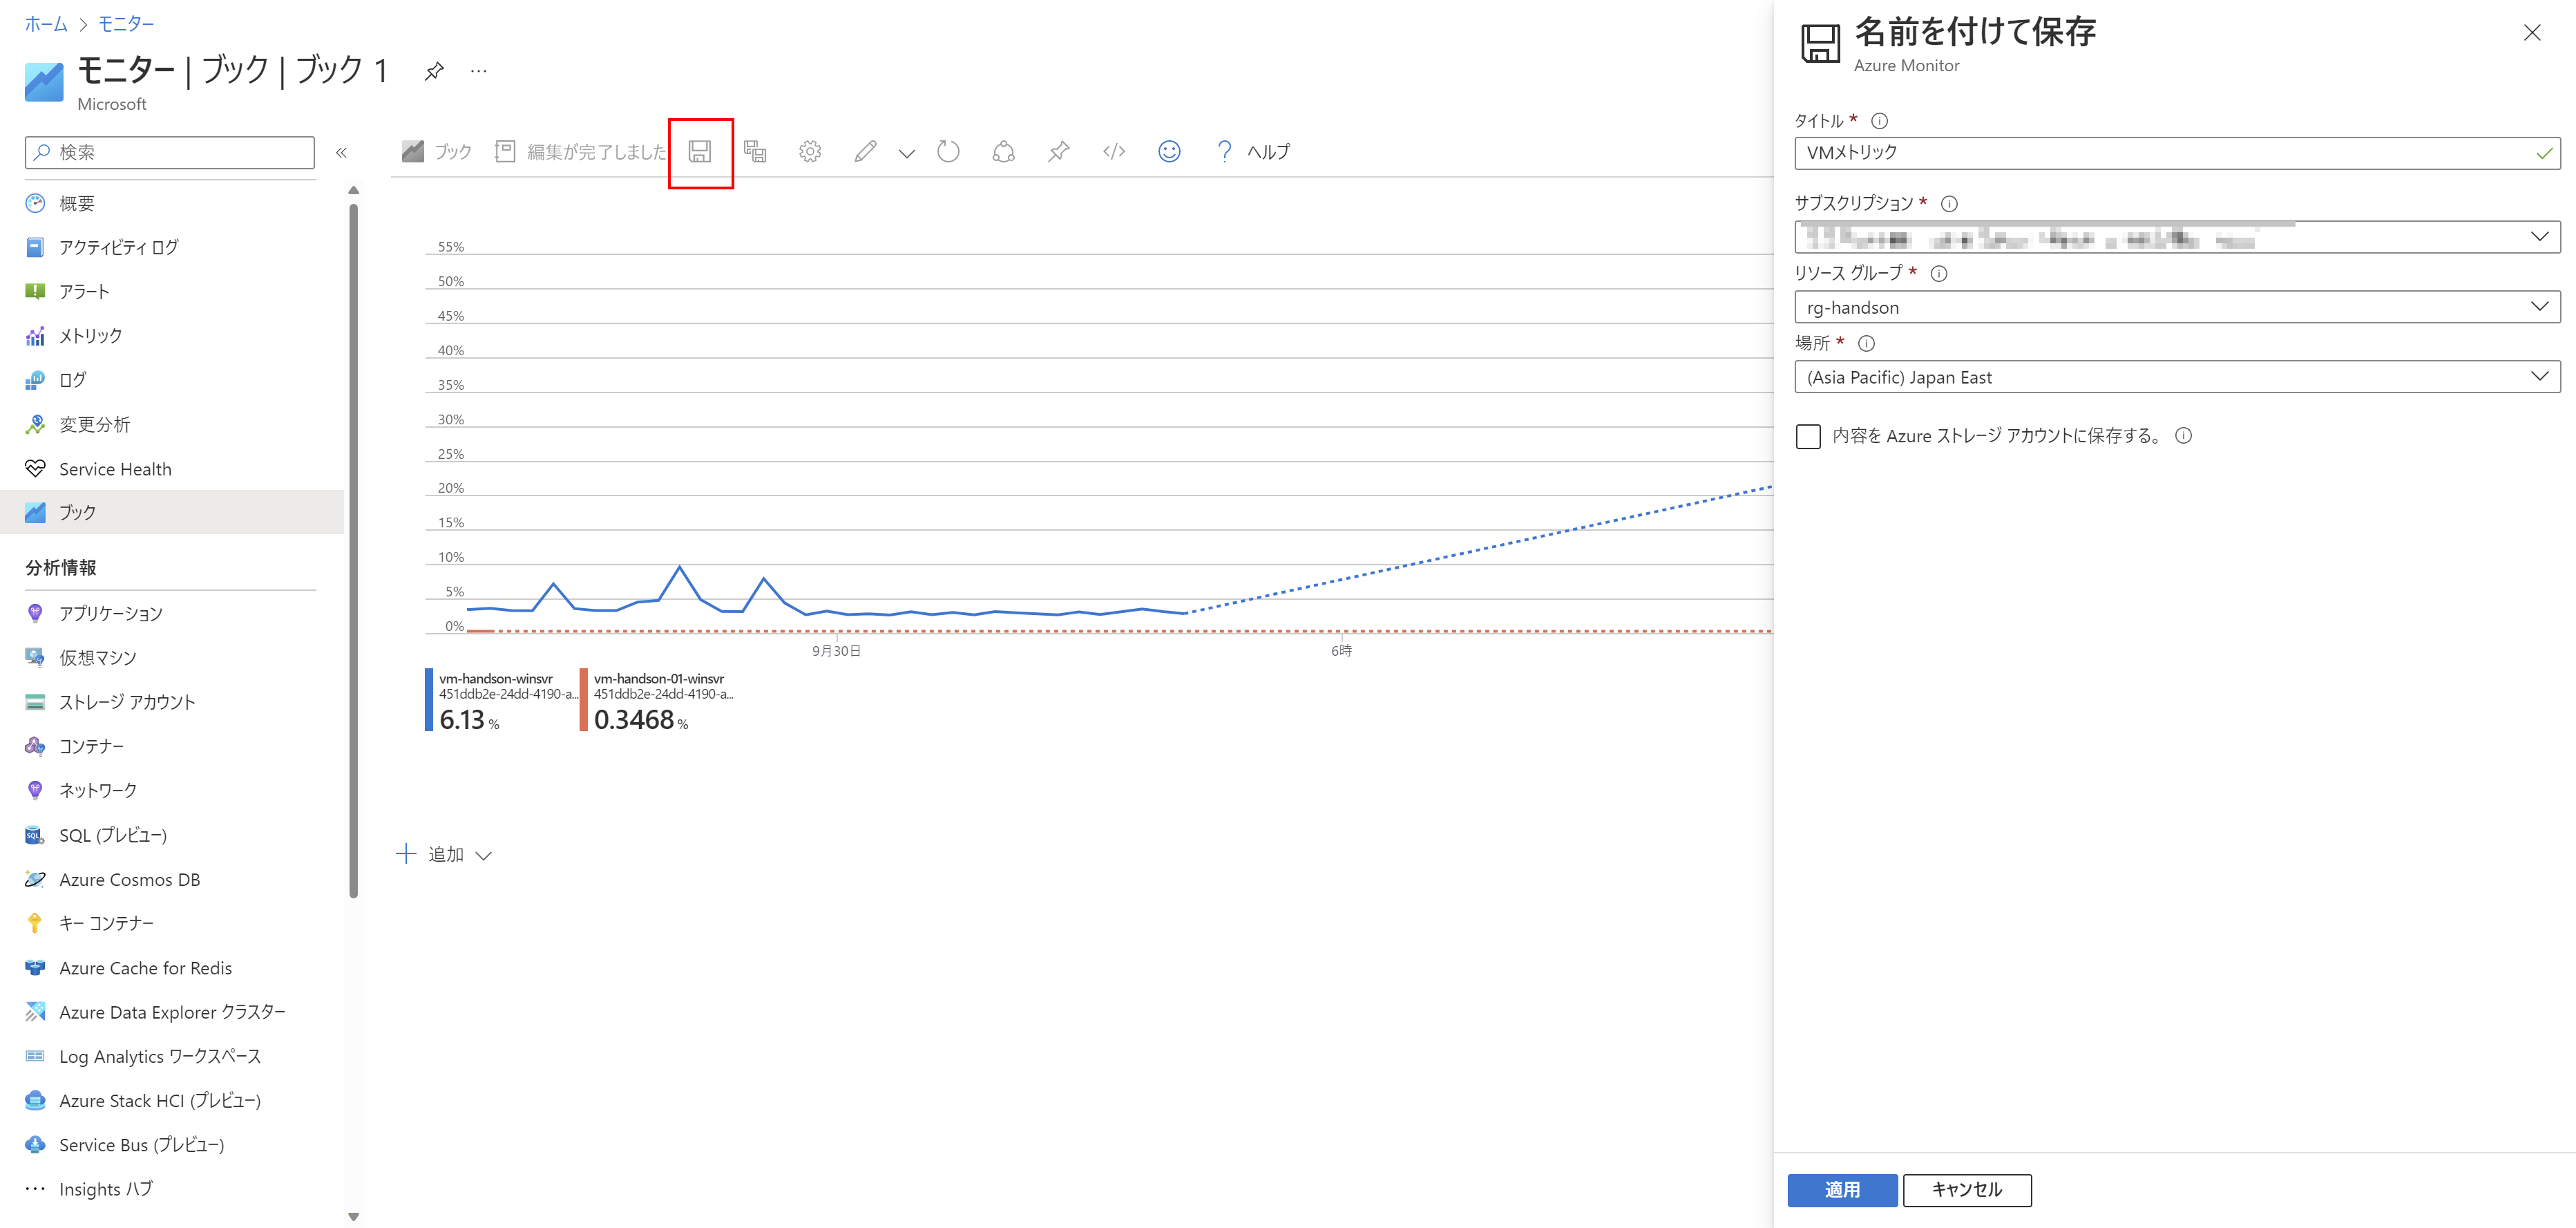 ホーム > モニター
モニター | ブック | ブック 1 ...
Microsoft
検索 «
概要
アクティビティ ログ
アラート
メトリック
ログ
変更分析
Service Health
ブック
分析情報
アプリケーション
仮想マシン
ストレージ アカウント
コンテナー
ネットワーク
SQL (プレビュー)
Azure Cosmos DB
キー コンテナー
Azure Cache for Redis
Azure Data Explorer クラスター
Log Analytics ワークスペース
Azure Stack HCI (プレビュー)
Service Bus (プレビュー)
Insights ハブ
ブック 編集が完了しました </> ? ヘルプ
55%
50%
45%
40%
35%
30%
25%
20%
15%
10%
5%
0%
9月30日 6時
vm-handson-winsvr
451ddb2e-24dd-4190-a...
6.13 %
vm-handson-01-winsvr
451ddb2e-24dd-4190-a...
0.3468 %
追加
名前を付けて保存
Azure Monitor
タイトル *
VMメトリック
サブスクリプション *
リソース グループ *
rg-handson
場所 *
(Asia Pacific) Japan East
内容を Azure ストレージ アカウントに保存する。
適用 キャンセル